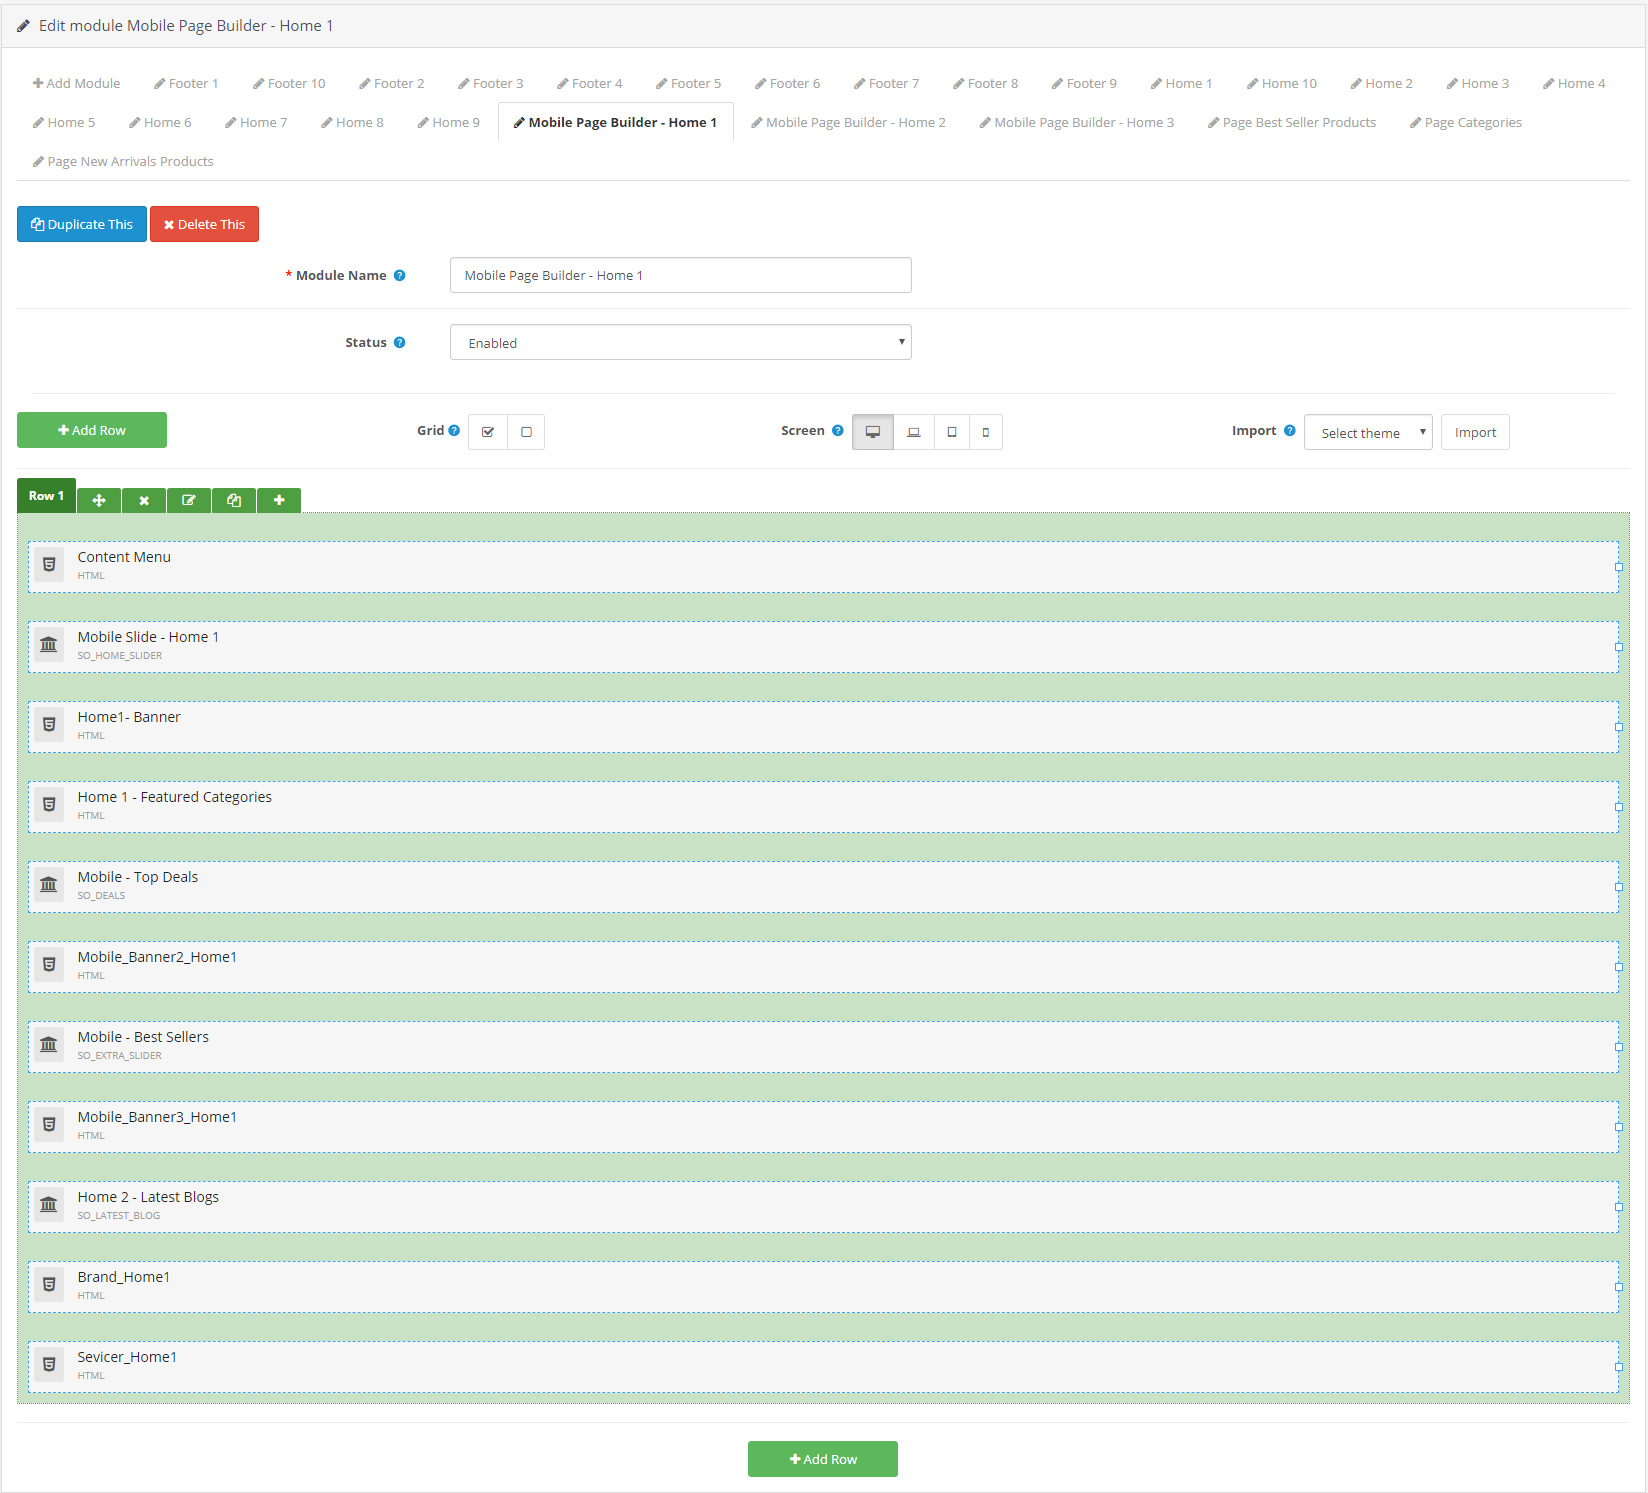 Edit module Mobile Page Builder - Home 1
Add Module Footer 1 Footer 10 Footer 2 Footer 3 Footer 4 Footer 5 Footer 6 Footer 7 Footer 8 Footer 9 Home 1 Home 10 Home 2 Home 3 Home 4
Home 5 Home 6 Home 7 Home 8 Home 9 Mobile Page Builder - Home 1 Mobile Page Builder - Home 2 Mobile Page Builder - Home 3 Page Best Seller Products Page Categories
Page New Arrivals Products
Duplicate This Delete This
* Module Name Mobile Page Builder - Home 1
Status Enabled
Add Row Grid Screen Import Select theme Import
Row 1
Content Menu
HTML
Mobile Slide - Home 1
SO_HOME_SLIDER
Home1- Banner
HTML
Home 1 - Featured Categories
HTML
Mobile - Top Deals
SO_DEALS
Mobile_Banner2_Home1
HTML
Mobile - Best Sellers
SO_EXTRA_SLIDER
Mobile_Banner3_Home1
HTML
Home 2 - Latest Blogs
SO_LATEST_BLOG
Brand_Home1
HTML
Sevicer_Home1
HTML
Add Row